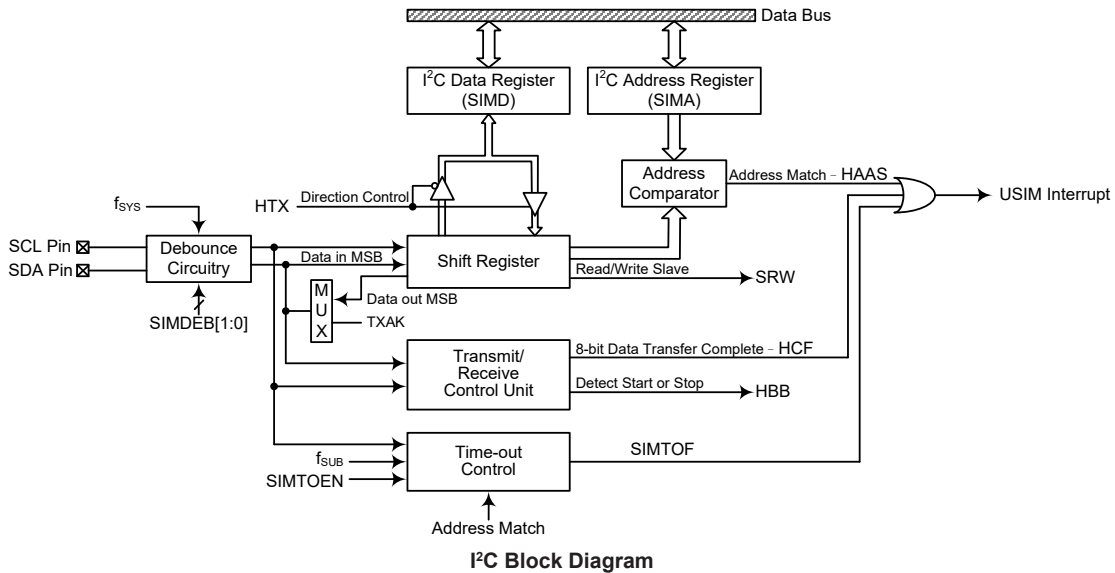 Data Bus
I²C Data Register
(SIMD)
I²C Address Register
(SIMA)
Address
Comparator
Address Match - HAAS
USIM Interrupt
HTX
Direction Control
fSYS
SCL Pin
SDA Pin
Debounce
Circuitry
Data in MSB
Shift Register
Read/Write Slave
SRW
SIMDEB[1:0]
M
U
X
Data out MSB
TXAK
Transmit/
Receive
Control Unit
8-bit Data Transfer Complete - HCF
Detect Start or Stop
HBB
fSUB
SIMTOEN
Time-out
Control
SIMTOF
Address Match
I²C Block Diagram